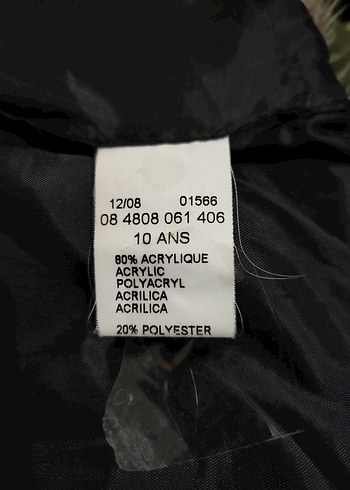 12/08 01566
08 4808 061 406
10 ANS
80% ACRYLIQUE
ACRYLIC
POLYACRYL
ACRILICA
ACRILICA
20% POLYESTER